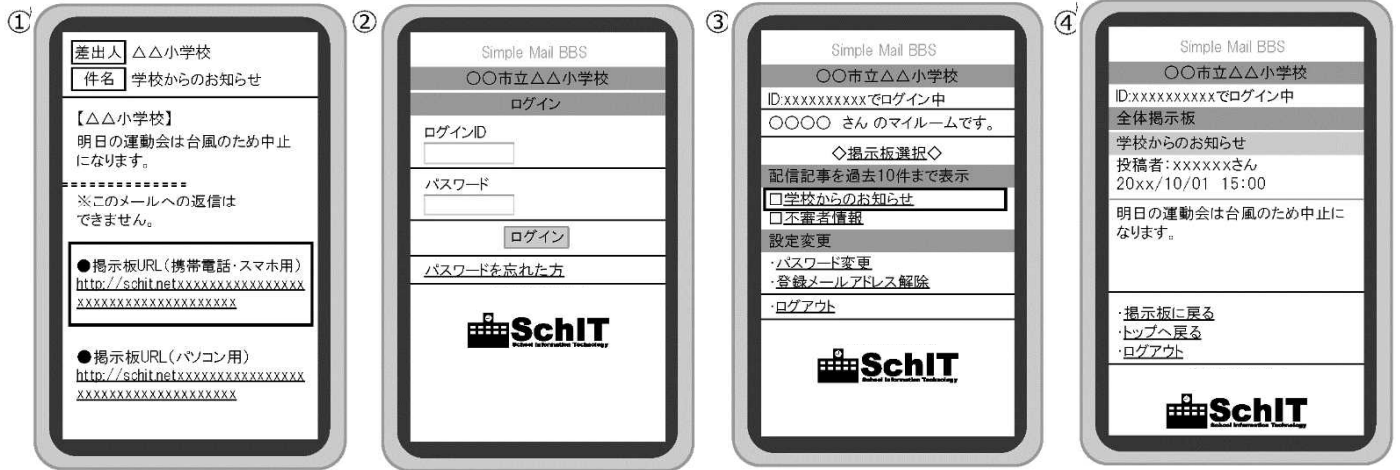 ①
差出人 △△小学校
件名 学校からのお知らせ
【△△小学校】
明日の運動会は台風のため中止
になります。
※このメールへの返信は
できません。
●掲示板URL(携帯電話・スマホ用)
http://schit.netxxxxxxxxxxxxxxxx
xxxxxxxxxxxxxxxxxxxx
●掲示板URL(パソコン用)
http://schit.netxxxxxxxxxxxxxxxx
xxxxxxxxxxxxxxxxxxxx
②
Simple Mail BBS
〇〇市立△△小学校
ログイン
ログインID
パスワード
ログイン
パスワードを忘れた方
SchIT
School Information Technology
③
Simple Mail BBS
〇〇市立△△小学校
ID:xxxxxxxxxxでログイン中
〇〇〇〇 さん のマイルームです。
◇掲示板選択◇
配信記事を過去10件まで表示
□学校からのお知らせ
□不審者情報
設定変更
・パスワード変更
・登録メールアドレス解除
・ログアウト
SchIT
School Information Technology
④
Simple Mail BBS
〇〇市立△△小学校
ID:xxxxxxxxxxでログイン中
全体掲示板
学校からのお知らせ
投稿者:xxxxxxさん
20xx/10/01 15:00
明日の運動会は台風のため中止に
なります。
・掲示板に戻る
・トップへ戻る
・ログアウト
SchIT
School Information Technology